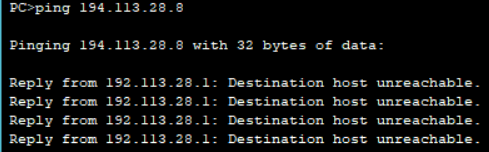 PC>ping 194.113.28.8
Pinging 194.113.28.8 with 32 bytes of data:
Reply from 192.113.28.1: Destination host unreachable.
Reply from 192.113.28.1: Destination host unreachable.
Reply from 192.113.28.1: Destination host unreachable.
Reply from 192.113.28.1: Destination host unreachable.